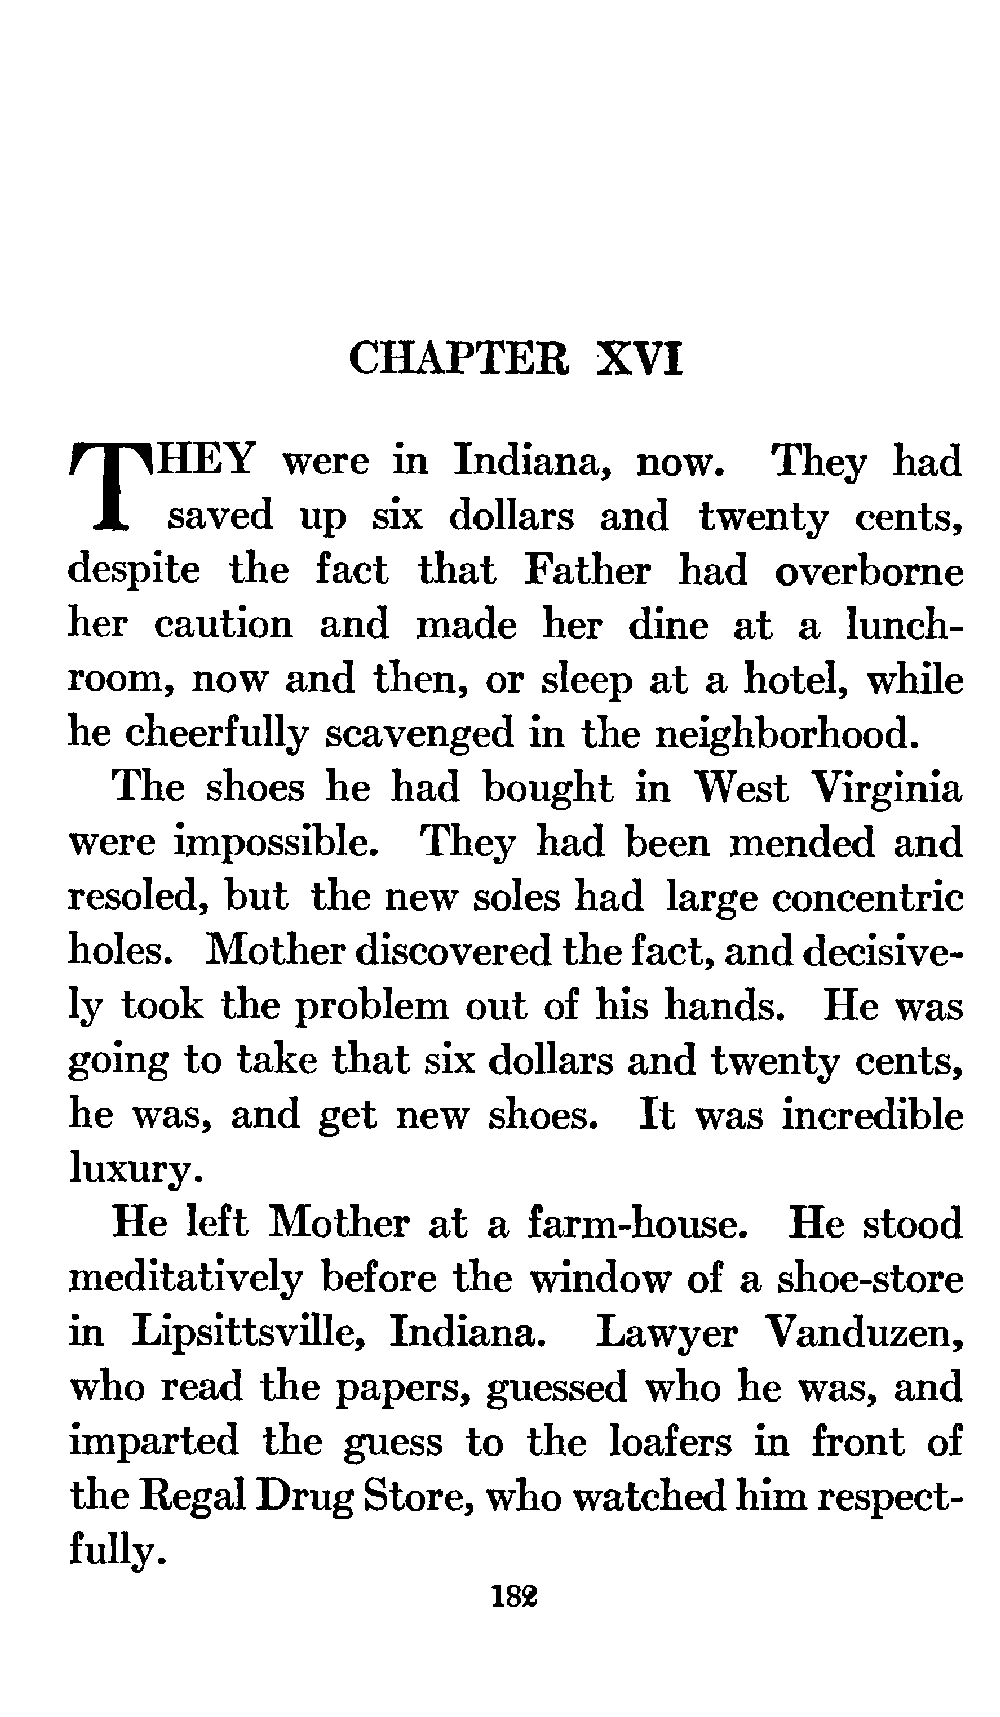 CHAPTER XVI
THEY were in Indiana, now. They had
saved up six dollars and twenty cents,
despite the fact that Father had overborne
her caution and made her dine at a lunch-
room, now and then, or sleep at a hotel, while
he cheerfully scavenged in the neighborhood.
The shoes he had bought in West Virginia
were impossible. They had been mended and
resoled, but the new soles had large concentric
holes. Mother discovered the fact, and decisive-
ly took the problem out of his hands. He was
going to take that six dollars and twenty cents,
he was, and get new shoes. It was incredible
luxury.
He left Mother at a farm-house. He stood
meditatively before the window of a shoe-store
in Lipsittsville, Indiana. Lawyer Vanduzen,
who read the papers, guessed who he was, and
imparted the guess to the loafers in front of
the Regal Drug Store, who watched him respect-
fully.
182